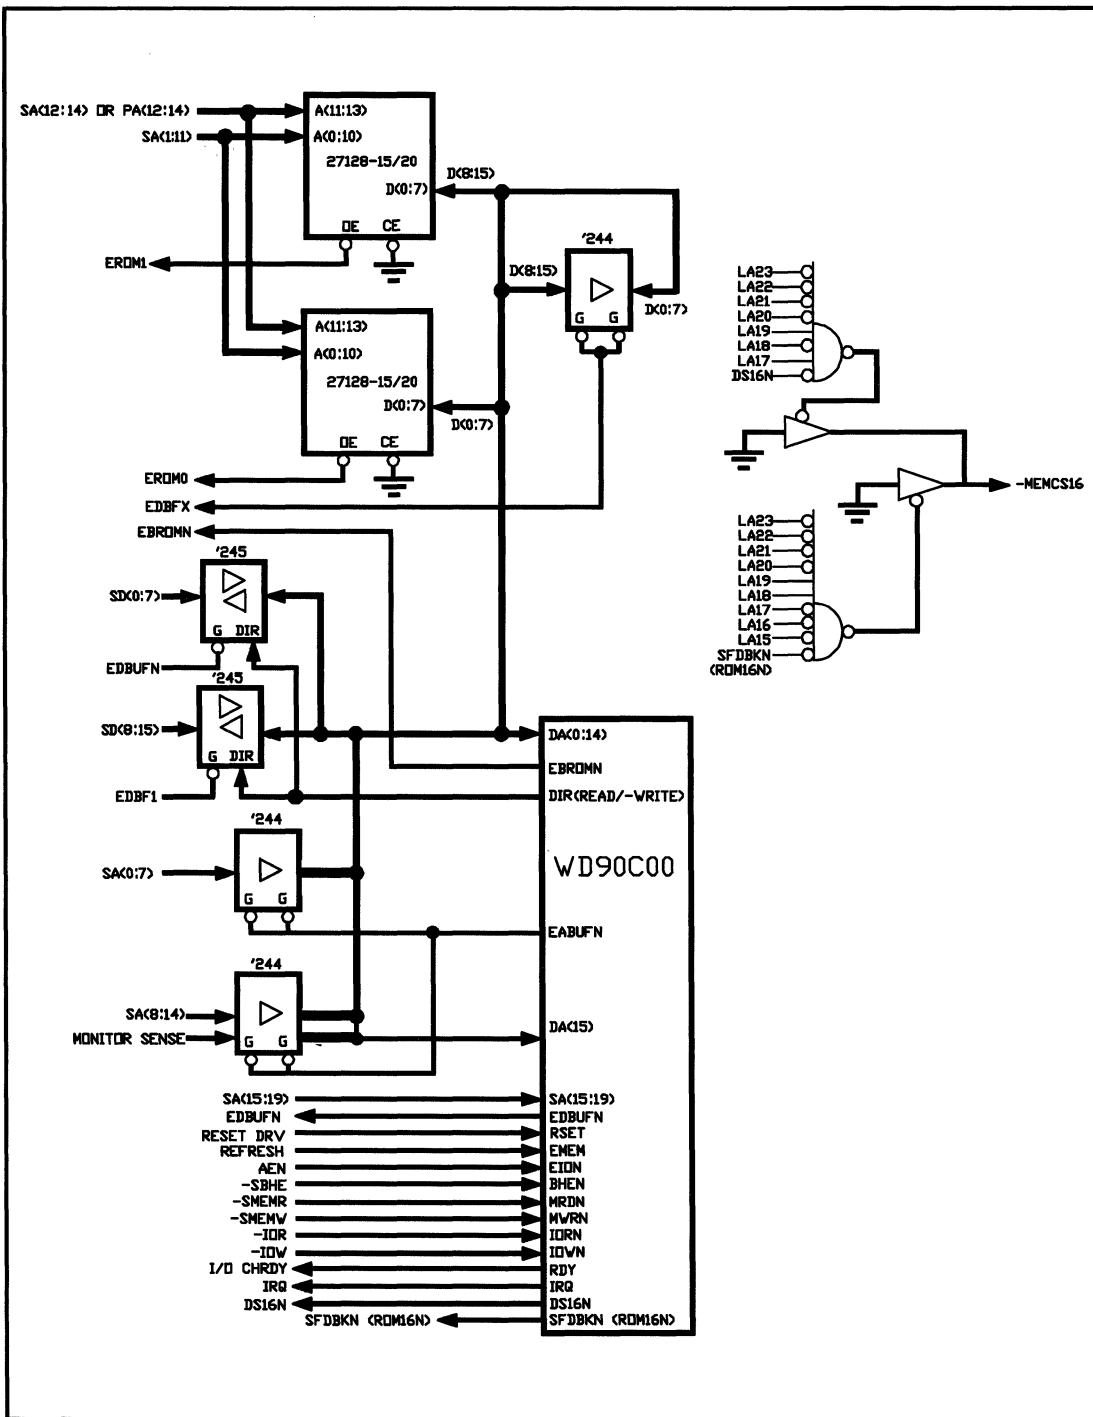 SA(12:14) OR PA(12:14)
A(11:13)
SA(1:11)
A(0:10)
27128-15/20
D(0:7)
D(8:15)
OE CE
EROM1
'244
D(8:15)
G G
D(0:7)
A(11:13)
A(0:10)
27128-15/20
D(0:7)
D(0:7)
OE CE
EROM0
EDBFX
EBROMN
LA23
LA22
LA21
LA20
LA19
LA18
LA17
DS16N
-MEMCS16
LA23
LA22
LA21
LA20
LA19
LA18
LA17
LA16
LA15
SFDBKN
(ROM16N)
'245
SD(0:7)
G DIR
EDBUFN
'245
SD(8:15)
G DIR
EDBF1
'244
SA(0:7)
G G
'244
SA(8:14)
MONITOR SENSE
G G
DA(0:14)
EBROMN
DIR(READ/-WRITE)
WD90C00
EABUFN
DA(15)
SA(15:19) SA(15:19)
EDBUFN EDBUFN
RESET DRV RSET
REFRESH EMEM
AEN EION
-SBHE BHEN
-SMEMR MRDN
-SMEMW MWRN
-IOR IORN
-IOW IOWN
I/O CHRDY RDY
IRQ IRQ
DS16N DS16N
SFDBKN (ROM16N) SFDBKN (ROM16N)